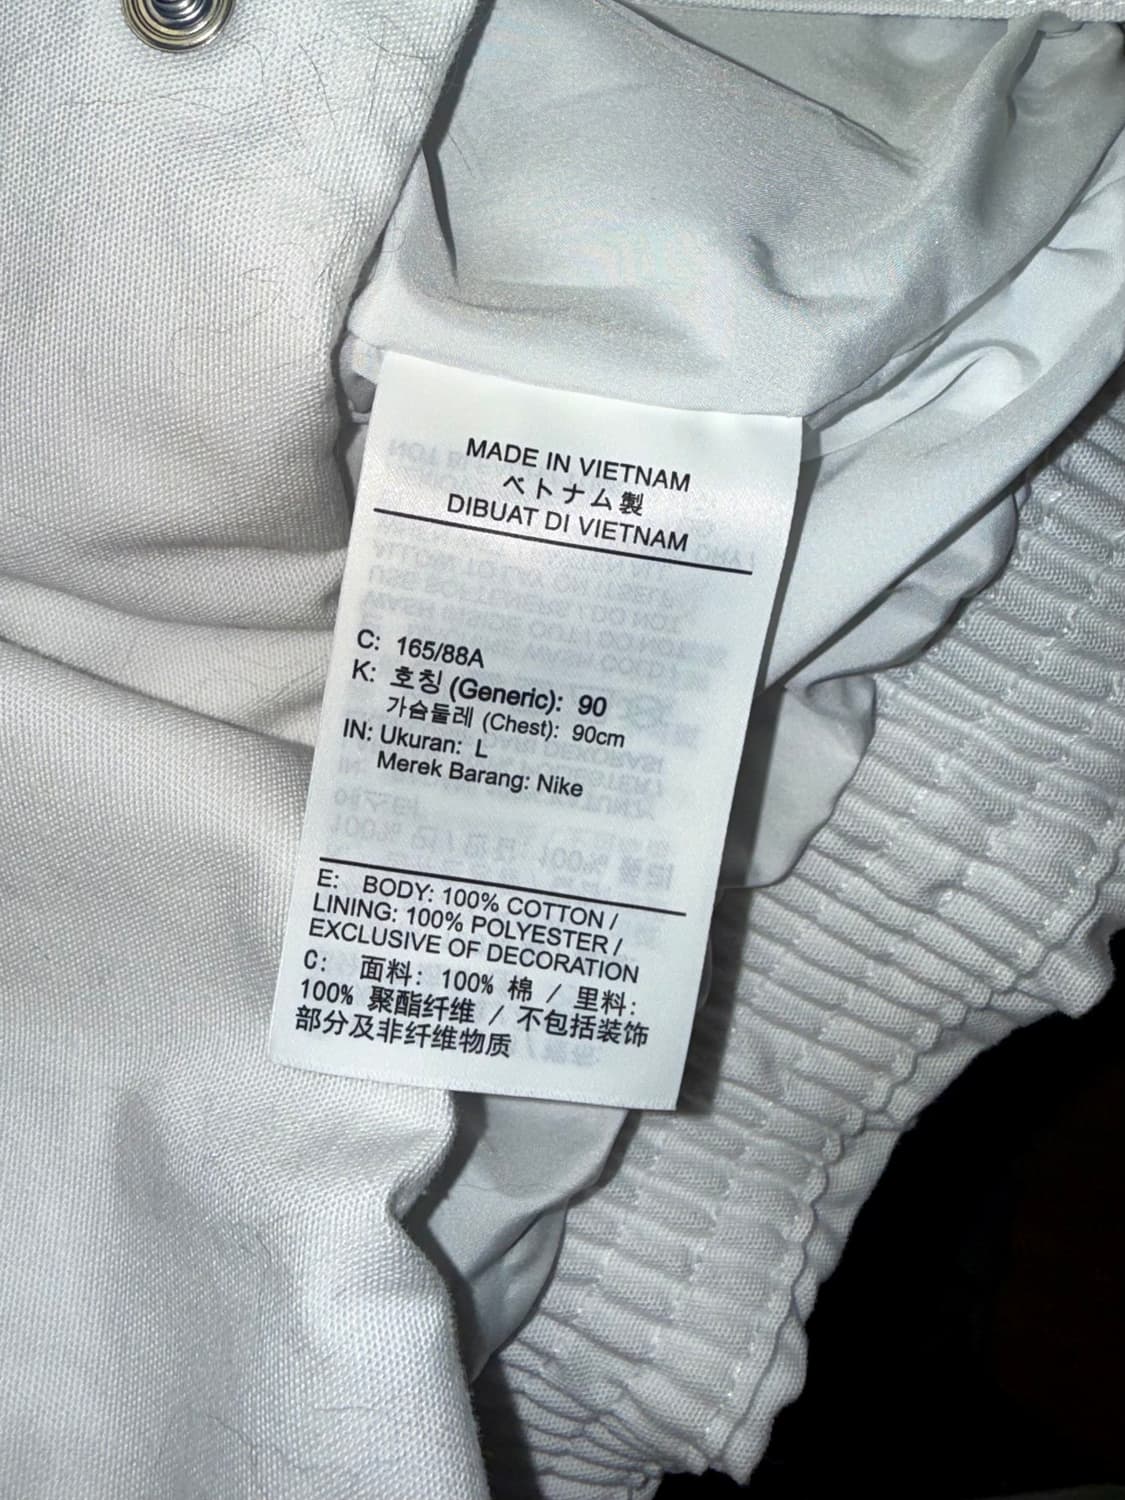 MADE IN VIETNAM
ベトナム製
DIBUAT DI VIETNAM
C: 165/88A
K: 호칭 (Generic): 90
가슴둘레 (Chest): 90cm
IN: Ukuran: L
Merek Barang: Nike
E: BODY: 100% COTTON /
LINING: 100% POLYESTER /
EXCLUSIVE OF DECORATION
C: 面料: 100% 棉 / 里料:
100% 聚酯纤维 / 不包括装饰
部分及非纤维物质